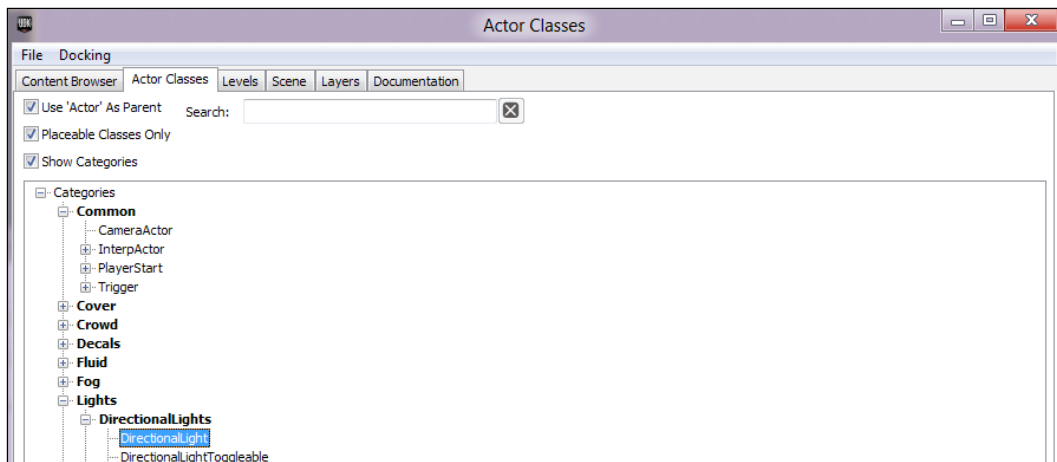 UDK
Actor Classes
File Docking
Content Browser Actor Classes Levels Scene Layers Documentation
Use 'Actor' As Parent Search:
Placeable Classes Only
Show Categories
Categories
Common
CameraActor
InterpActor
PlayerStart
Trigger
Cover
Crowd
Decals
Fluid
Fog
Lights
DirectionalLights
DirectionalLight
DirectionalLightToggleable